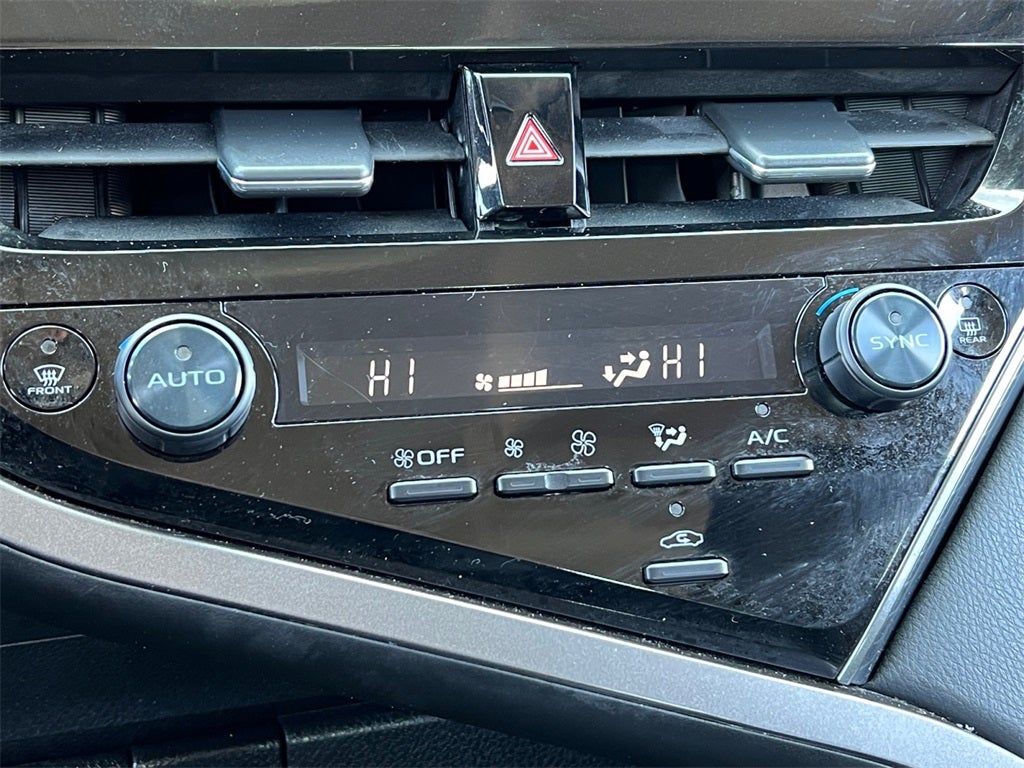 FRONT
AUTO
HI
HI
SYNC
REAR
OFF
A/C